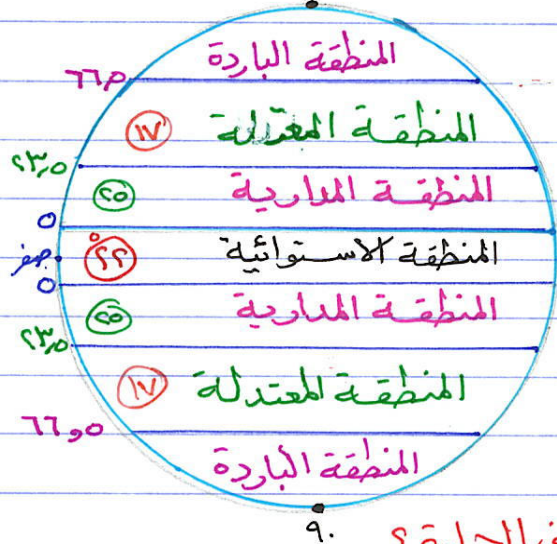 المنطقة الباردة
٦٦,٥
المنطقة المعتدلة ١٧
٢٣,٥
المنطقة المدارية ٢٥
٥
المنطقة الاستوائية ٢٢° صفر
٥
المنطقة المدارية ٢٥
٢٣,٥
المنطقة المعتدلة ١٧
٦٦,٥
المنطقة الباردة
٩٠